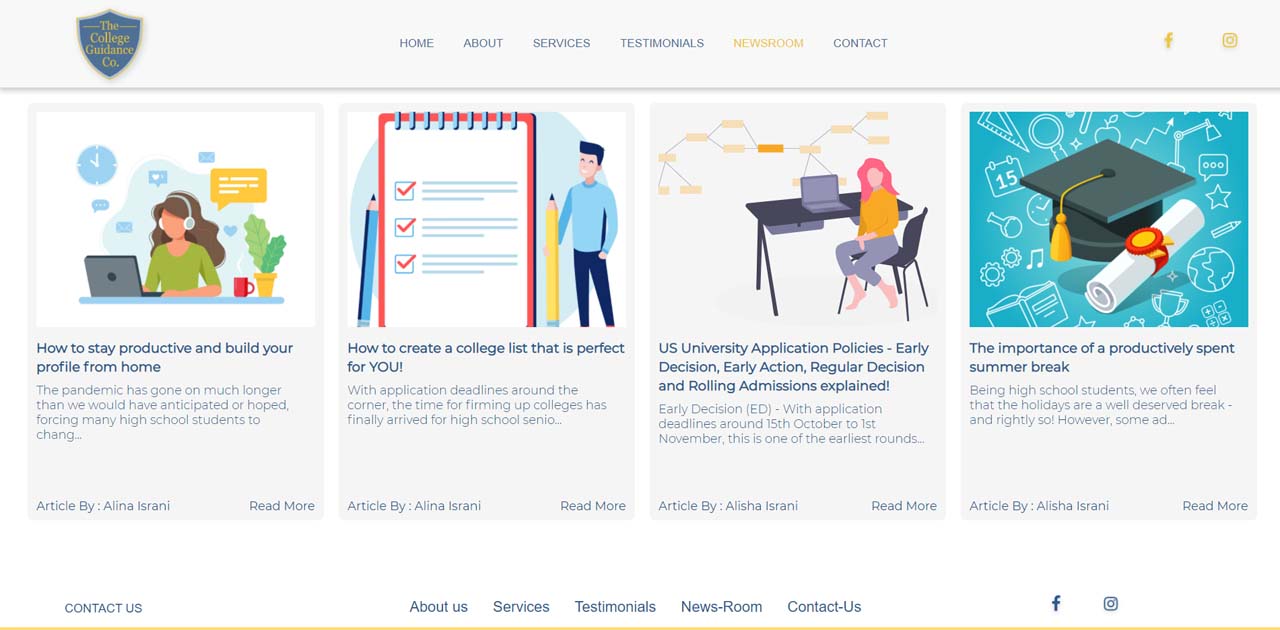 The
College
Guidance
Co.
HOME ABOUT SERVICES TESTIMONIALS NEWSROOM CONTACT
15
How to stay productive and build your
profile from home
The pandemic has gone on much longer
than we would have anticipated or hoped,
forcing many high school students to
chang...
Article By : Alina Israni Read More
How to create a college list that is perfect
for YOU!
With application deadlines around the
corner, the time for firming up colleges has
finally arrived for high school senio...
Article By : Alina Israni Read More
US University Application Policies - Early
Decision, Early Action, Regular Decision
and Rolling Admissions explained!
Early Decision (ED) - With application
deadlines around 15th October to 1st
November, this is one of the earliest rounds...
Article By : Alisha Israni Read More
The importance of a productively spent
summer break
Being high school students, we often feel
that the holidays are a well deserved break -
and rightly so! However, some ad...
Article By : Alisha Israni Read More
CONTACT US About us Services Testimonials News-Room Contact-Us